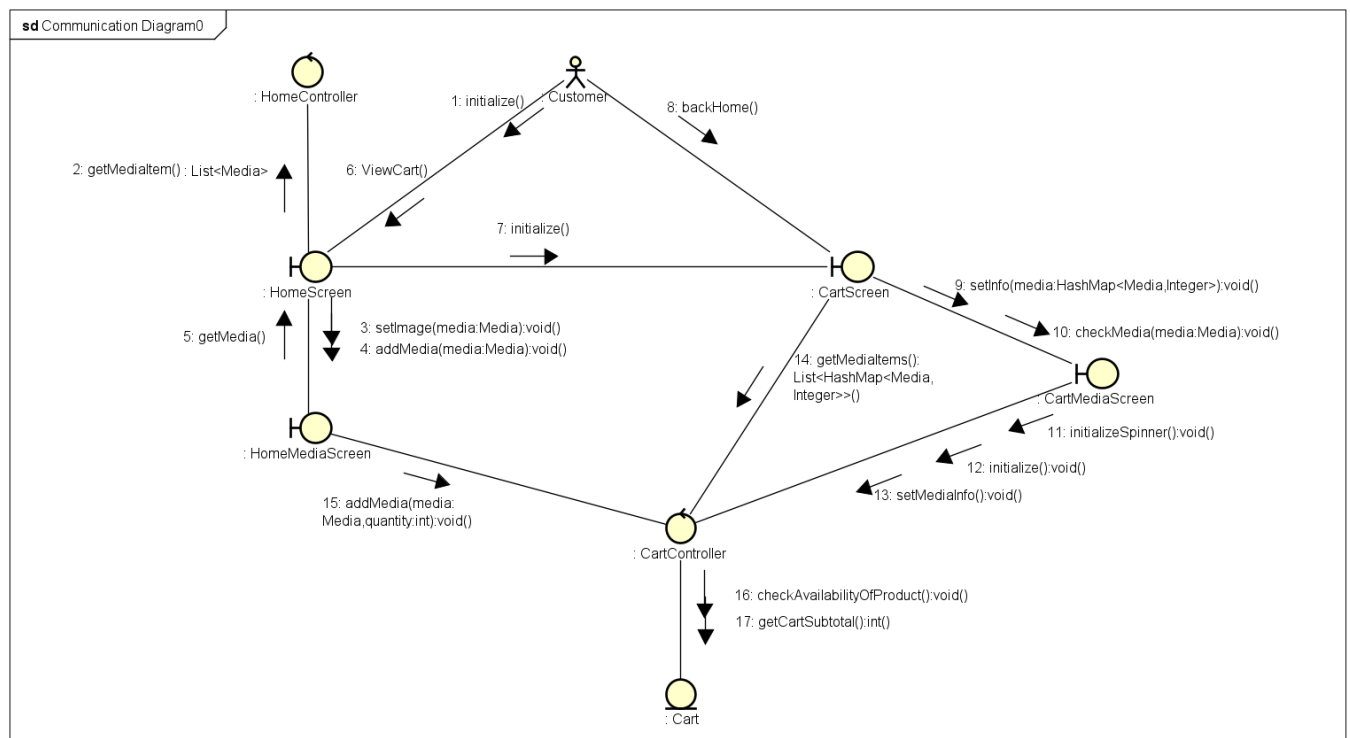 sd Communication Diagram0
: HomeController
1: initialize()
: Customer
8: backHome()
2: getMediaItem() : List<Media>
6: ViewCart()
7: initialize()
: HomeScreen
: CartScreen
9: setInfo(media:HashMap<Media,Integer>):void()
3: setImage(media:Media):void()
5: getMedia()
4: addMedia(media:Media):void()
10: checkMedia(media:Media):void()
14: getMediaItems():
List<HashMap<Media,
Integer>>()
: CartMediaScreen
11: initializeSpinner():void()
: HomeMediaScreen
12: initialize():void()
13: setMediaInfo():void()
15: addMedia(media:
Media,quantity:int):void()
: CartController
16: checkAvailabilityOfProduct():void()
17: getCartSubtotal():int()
: Cart